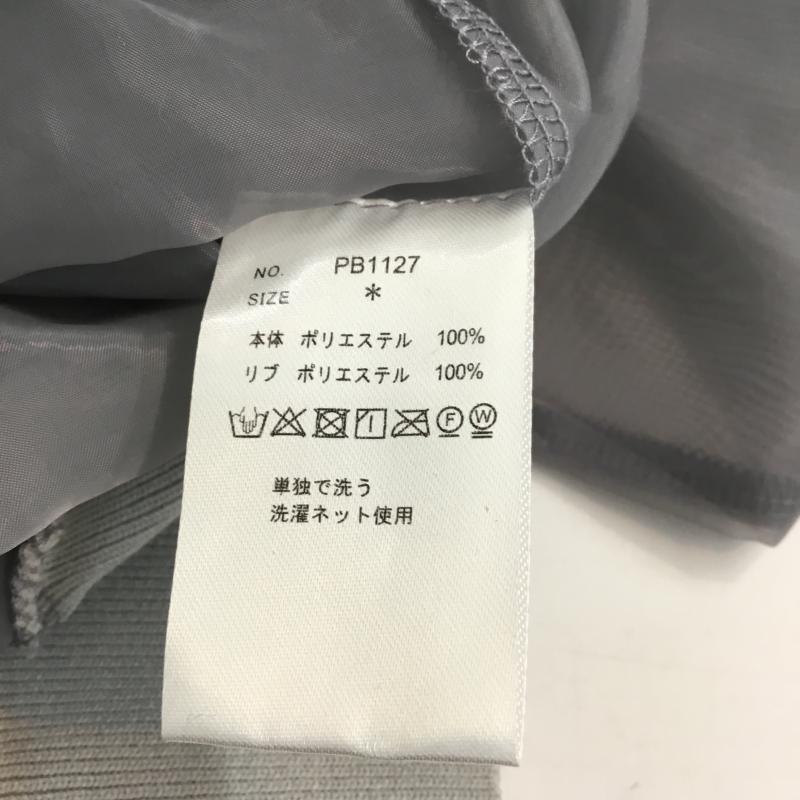 NO. PB1127
SIZE *
本体 ポリエステル 100%
リブ ポリエステル 100%
F W
単独で洗う
洗濯ネット使用